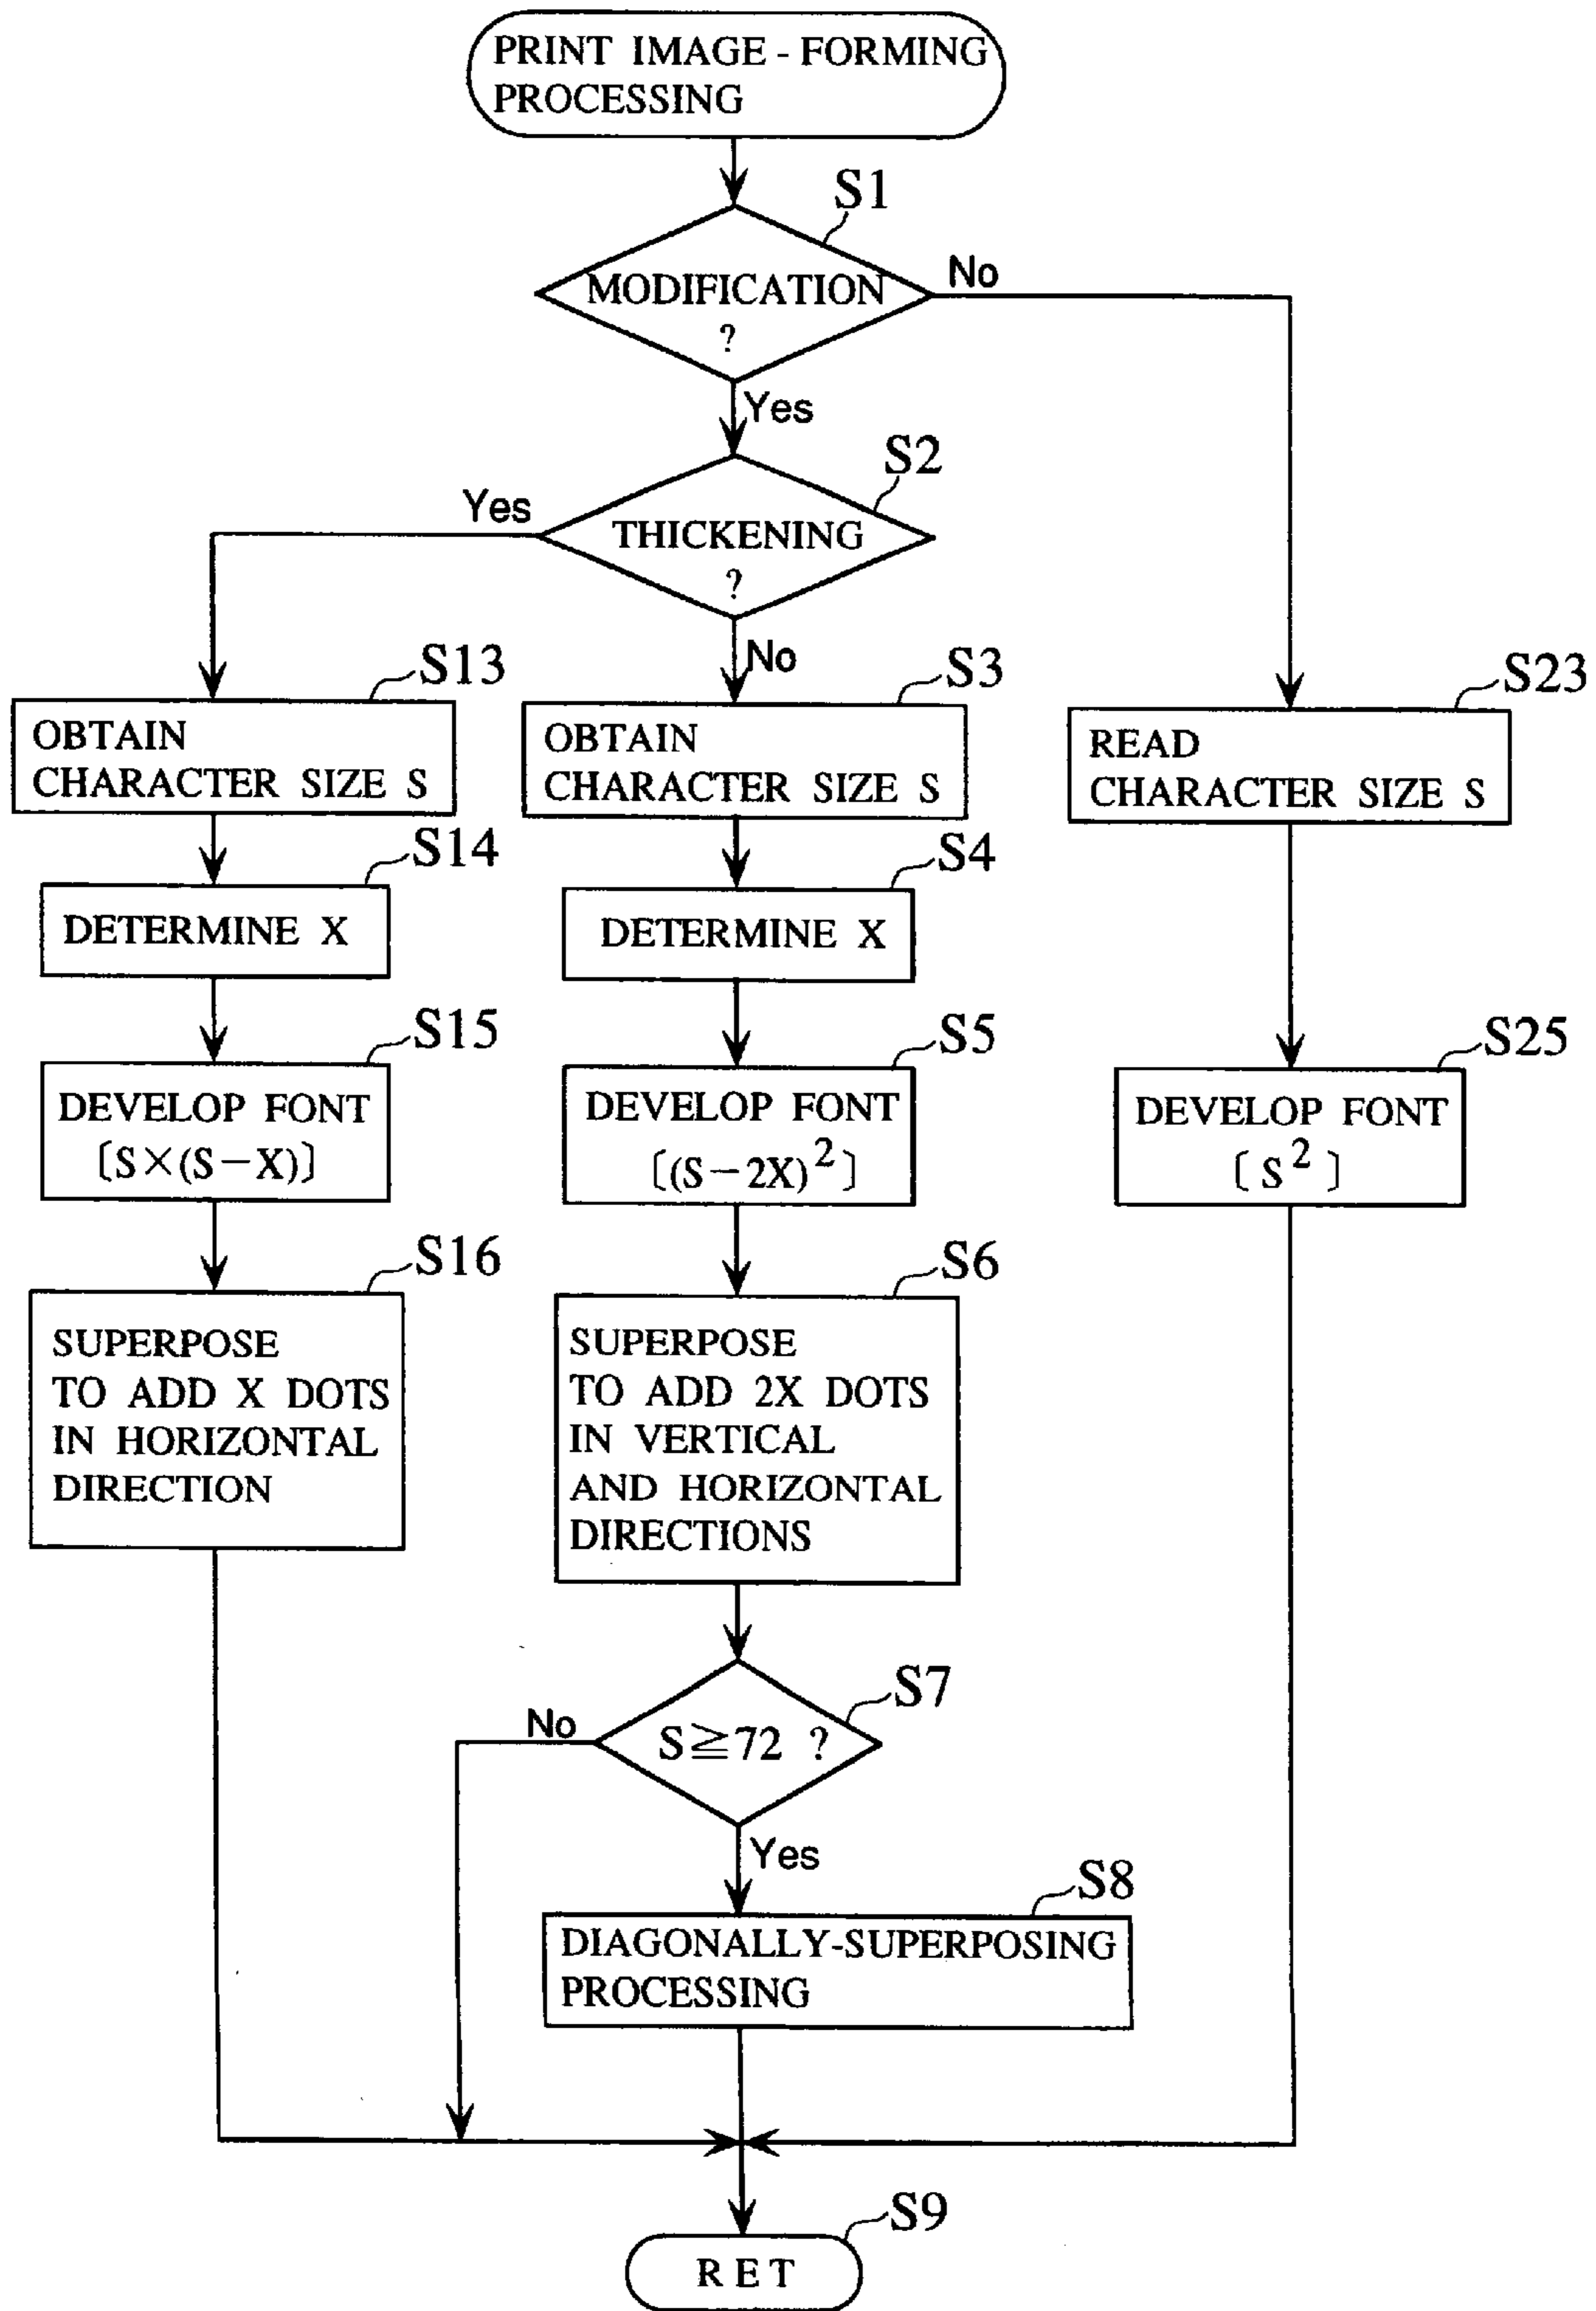 PRINT IMAGE - FORMING
PROCESSING
S1
MODIFICATION
?
No
Yes
S2
THICKENING
?
Yes
No
S13
OBTAIN
CHARACTER SIZE S
S3
OBTAIN
CHARACTER SIZE S
S23
READ
CHARACTER SIZE S
S14
DETERMINE X
S4
DETERMINE X
S15
DEVELOP FONT
〔S×(S−X)〕
S5
DEVELOP FONT
〔(S−2X)²〕
S25
DEVELOP FONT
〔S²〕
S16
SUPERPOSE
TO ADD X DOTS
IN HORIZONTAL
DIRECTION
S6
SUPERPOSE
TO ADD 2X DOTS
IN VERTICAL
AND HORIZONTAL
DIRECTIONS
S7
S≧72 ?
No
Yes
S8
DIAGONALLY-SUPERPOSING
PROCESSING
S9
RET